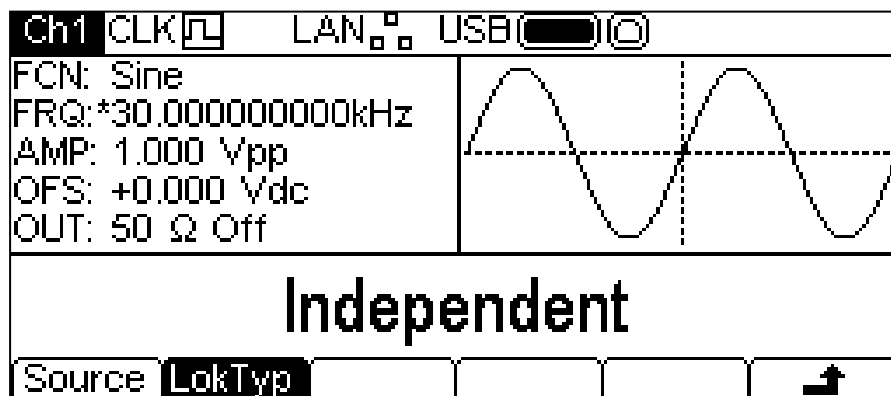 Ch1 CLK LAN USB
FCN: Sine
FRQ:*30.000000000kHz
AMP: 1.000 Vpp
OFS: +0.000 Vdc
OUT: 50 Ω Off
Independent
Source LokTyp